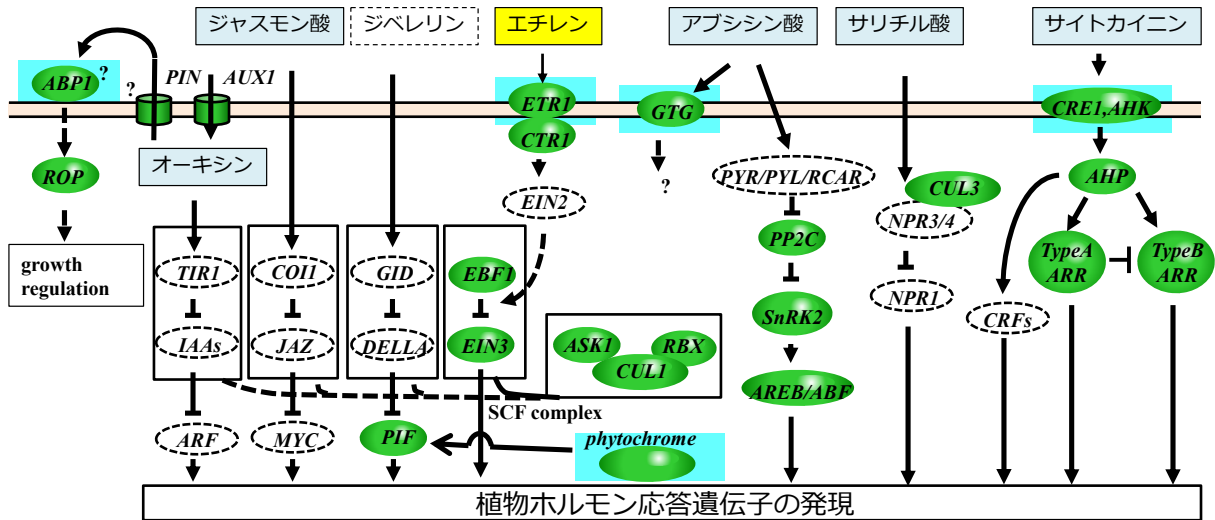 ジャスモン酸
ジベレリン
エチレン
アブシシン酸
サリチル酸
サイトカイニン
ABP1
?
?
PIN
AUX1
ETR1
GTG
CRE1,AHK
CTR1
オーキシン
ROP
?
PYR/PYL/RCAR
CUL3
AHP
EIN2
NPR3/4
PP2C
growth
regulation
TIR1
COI1
GID
EBF1
TypeA
ARR
TypeB
ARR
NPR1
SnRK2
CRFs
IAAs
JAZ
DELLA
EIN3
ASK1
RBX
CUL1
AREB/ABF
SCF complex
ARF
MYC
PIF
phytochrome
植物ホルモン応答遺伝子の発現